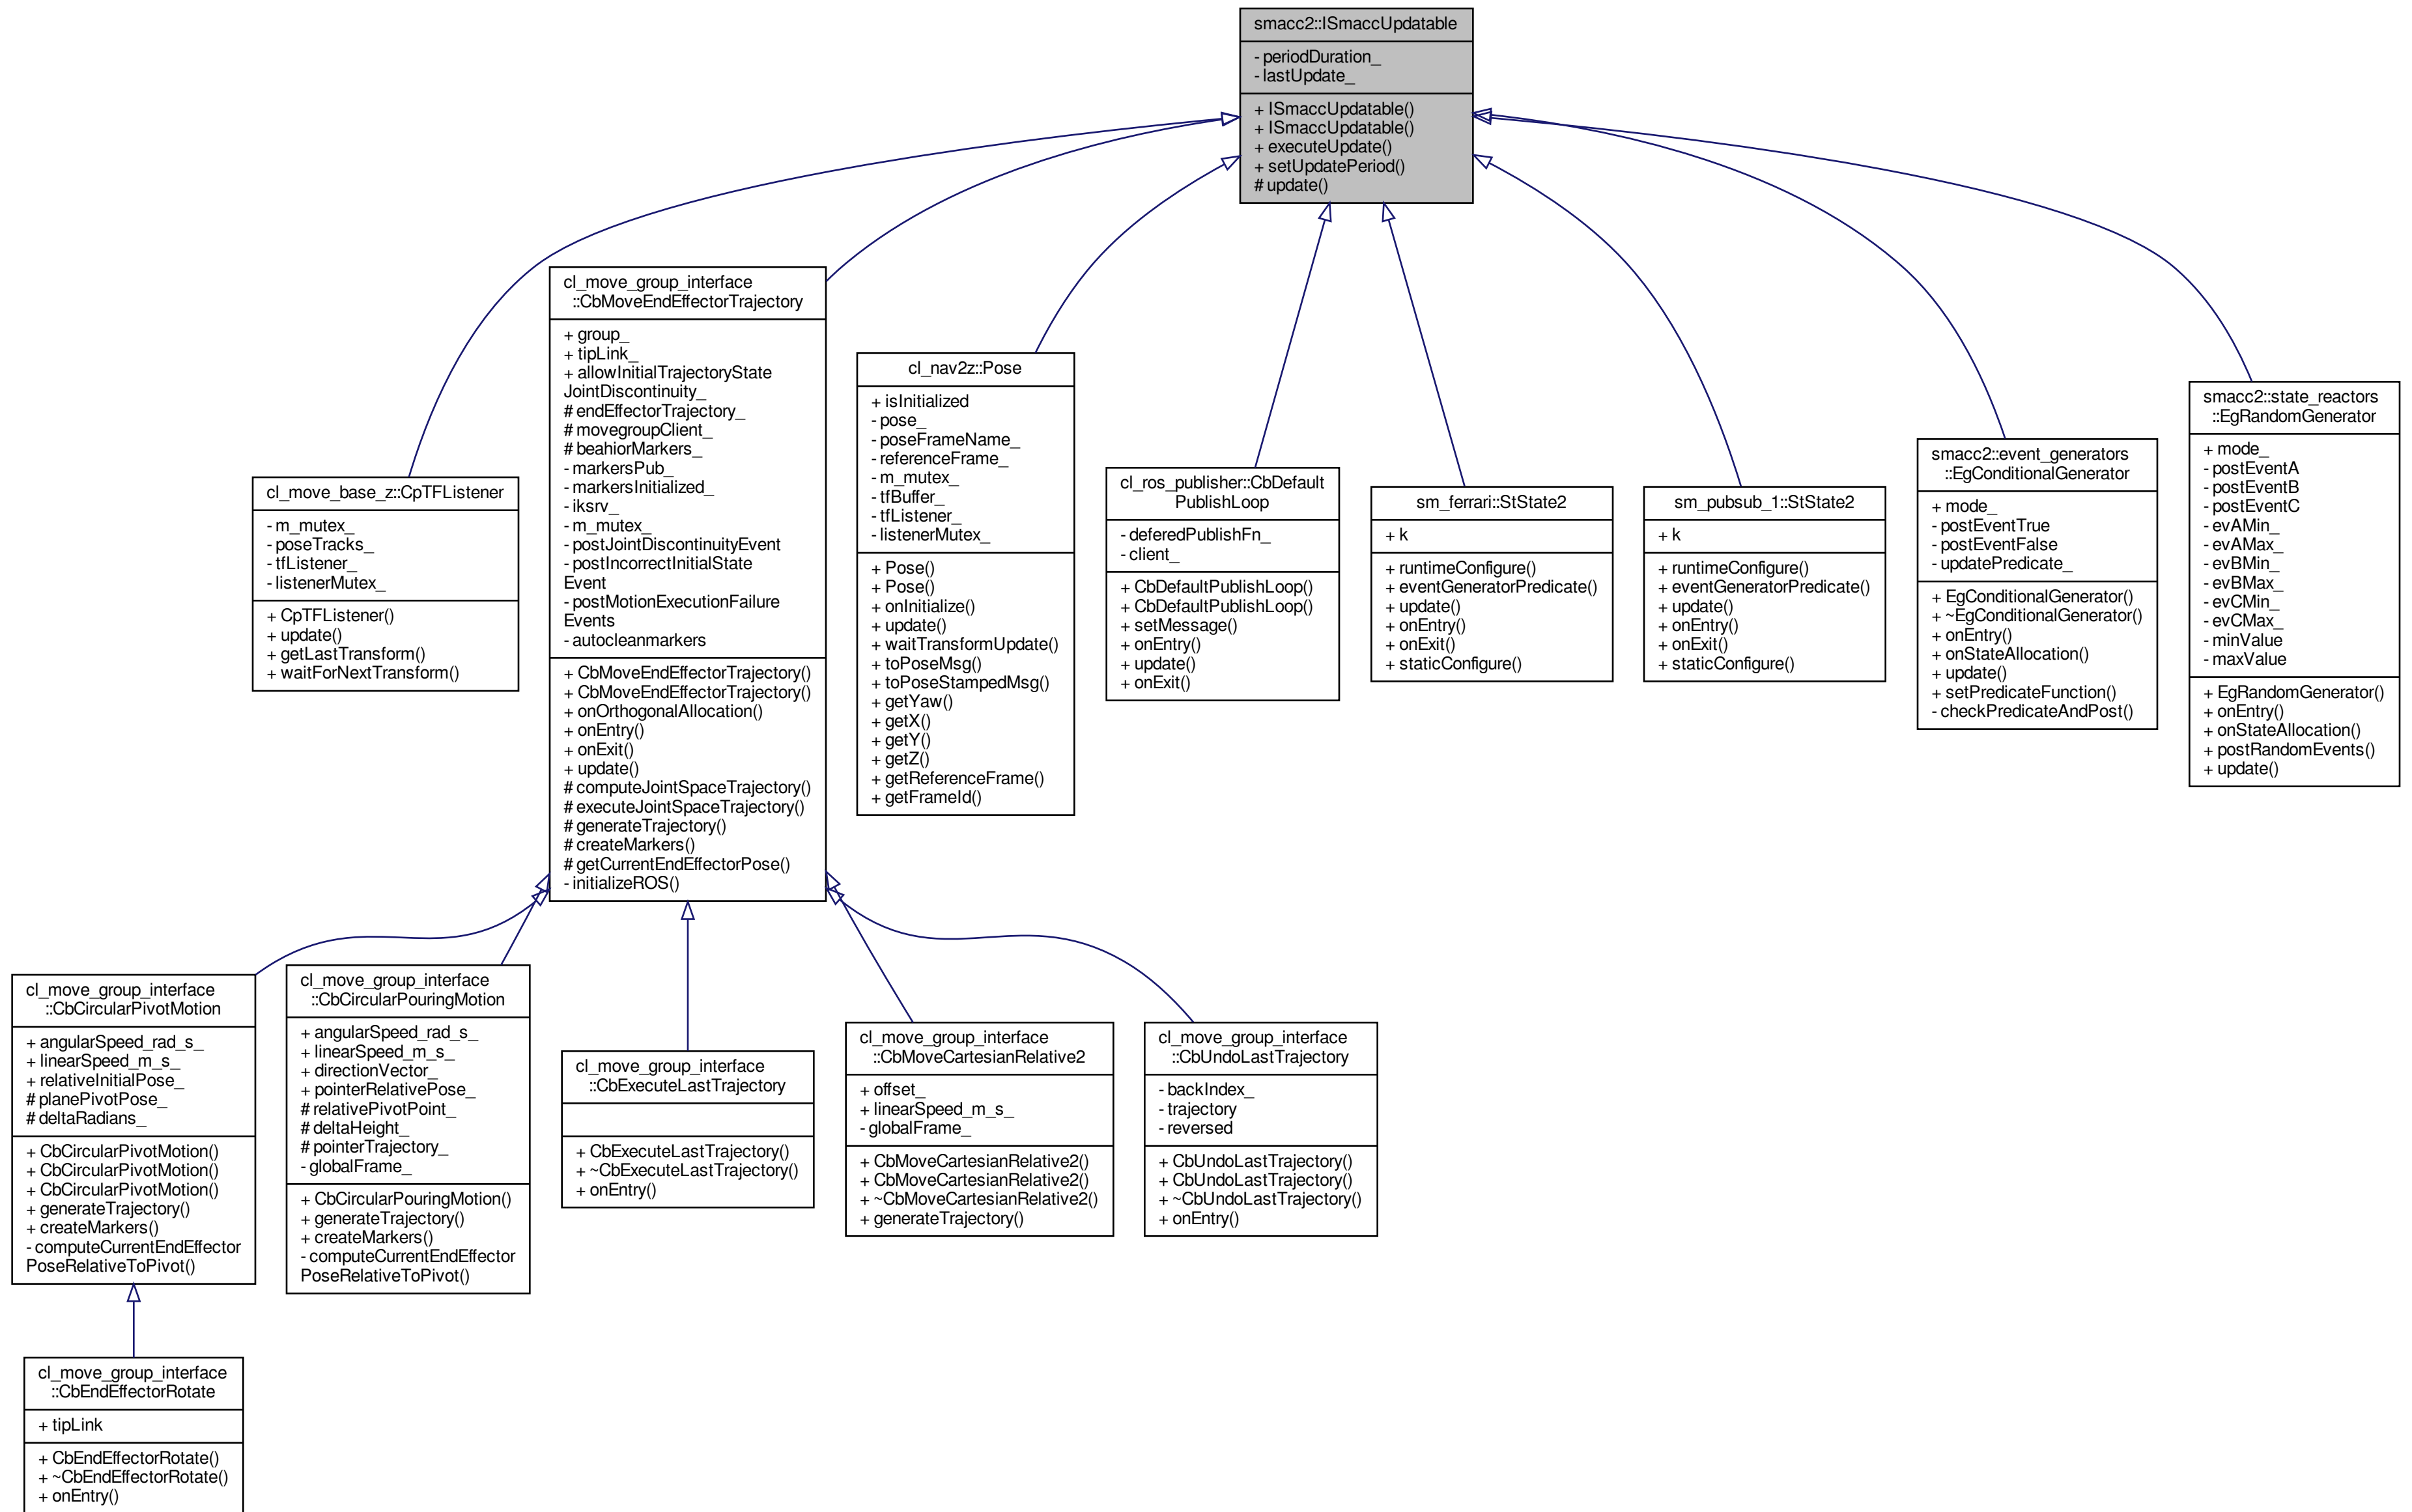 smacc2::ISmaccUpdatable
- periodDuration_
- lastUpdate_
+ ISmaccUpdatable()
+ ISmaccUpdatable()
+ executeUpdate()
+ setUpdatePeriod()
# update()
cl_move_base_z::CpTFListener
- m_mutex_
- poseTracks_
- tfListener_
- listenerMutex_
+ CpTFListener()
+ update()
+ getLastTransform()
+ waitForNextTransform()
cl_move_group_interface
::CbMoveEndEffectorTrajectory
+ group_
+ tipLink_
+ allowInitialTrajectoryState
JointDiscontinuity_
# endEffectorTrajectory_
# movegroupClient_
# beahiorMarkers_
- markersPub_
- markersInitialized_
- iksrv_
- m_mutex_
- postJointDiscontinuityEvent
- postIncorrectInitialState
Event
- postMotionExecutionFailure
Events
- autocleanmarkers
+ CbMoveEndEffectorTrajectory()
+ CbMoveEndEffectorTrajectory()
+ onOrthogonalAllocation()
+ onEntry()
+ onExit()
+ update()
# computeJointSpaceTrajectory()
# executeJointSpaceTrajectory()
# generateTrajectory()
# createMarkers()
# getCurrentEndEffectorPose()
- initializeROS()
cl_nav2z::Pose
+ isInitialized
- pose_
- poseFrameName_
- referenceFrame_
- m_mutex_
- tfBuffer_
- tfListener_
- listenerMutex_
+ Pose()
+ Pose()
+ onInitialize()
+ update()
+ waitTransformUpdate()
+ toPoseMsg()
+ toPoseStampedMsg()
+ getYaw()
+ getX()
+ getY()
+ getZ()
+ getReferenceFrame()
+ getFrameId()
cl_ros_publisher::CbDefault
PublishLoop
- deferedPublishFn_
- client_
+ CbDefaultPublishLoop()
+ CbDefaultPublishLoop()
+ setMessage()
+ onEntry()
+ update()
+ onExit()
sm_ferrari::StState2
+ k
+ runtimeConfigure()
+ eventGeneratorPredicate()
+ update()
+ onEntry()
+ onExit()
+ staticConfigure()
sm_pubsub_1::StState2
+ k
+ runtimeConfigure()
+ eventGeneratorPredicate()
+ update()
+ onEntry()
+ onExit()
+ staticConfigure()
smacc2::event_generators
::EgConditionalGenerator
+ mode_
- postEventTrue
- postEventFalse
- updatePredicate_
+ EgConditionalGenerator()
+ ~EgConditionalGenerator()
+ onEntry()
+ onStateAllocation()
+ update()
+ setPredicateFunction()
- checkPredicateAndPost()
smacc2::state_reactors
::EgRandomGenerator
+ mode_
- postEventA
- postEventB
- postEventC
- evAMin_
- evAMax_
- evBMin_
- evBMax_
- evCMin_
- evCMax_
- minValue
- maxValue
+ EgRandomGenerator()
+ onEntry()
+ onStateAllocation()
+ postRandomEvents()
+ update()
cl_move_group_interface
::CbCircularPivotMotion
+ angularSpeed_rad_s_
+ linearSpeed_m_s_
+ relativeInitialPose_
# planePivotPose_
# deltaRadians_
+ CbCircularPivotMotion()
+ CbCircularPivotMotion()
+ CbCircularPivotMotion()
+ generateTrajectory()
+ createMarkers()
- computeCurrentEndEffector
PoseRelativeToPivot()
cl_move_group_interface
::CbCircularPouringMotion
+ angularSpeed_rad_s_
+ linearSpeed_m_s_
+ directionVector_
+ pointerRelativePose_
# relativePivotPoint_
# deltaHeight_
# pointerTrajectory_
- globalFrame_
+ CbCircularPouringMotion()
+ generateTrajectory()
+ createMarkers()
- computeCurrentEndEffector
PoseRelativeToPivot()
cl_move_group_interface
::CbExecuteLastTrajectory
+ CbExecuteLastTrajectory()
+ ~CbExecuteLastTrajectory()
+ onEntry()
cl_move_group_interface
::CbMoveCartesianRelative2
+ offset_
+ linearSpeed_m_s_
- globalFrame_
+ CbMoveCartesianRelative2()
+ CbMoveCartesianRelative2()
+ ~CbMoveCartesianRelative2()
+ generateTrajectory()
cl_move_group_interface
::CbUndoLastTrajectory
- backIndex_
- trajectory
- reversed
+ CbUndoLastTrajectory()
+ CbUndoLastTrajectory()
+ ~CbUndoLastTrajectory()
+ onEntry()
cl_move_group_interface
::CbEndEffectorRotate
+ tipLink
+ CbEndEffectorRotate()
+ ~CbEndEffectorRotate()
+ onEntry()